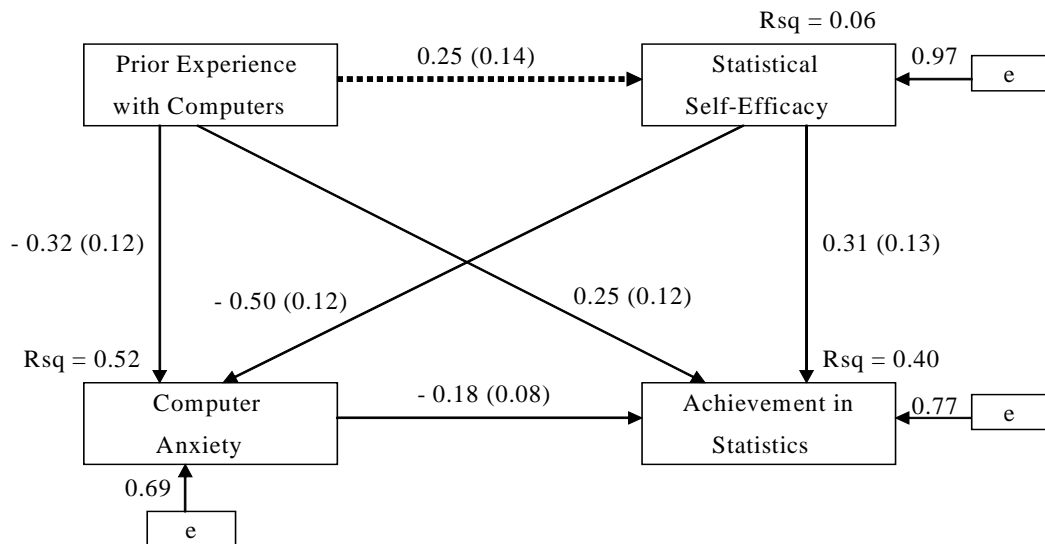 Rsq = 0.06
Prior Experience
with Computers
0.25 (0.14)
Statistical
Self-Efficacy
0.97
e
- 0.32 (0.12)
- 0.50 (0.12)
0.25 (0.12)
0.31 (0.13)
Rsq = 0.52
Rsq = 0.40
Computer
Anxiety
- 0.18 (0.08)
Achievement in
Statistics
0.77
e
0.69
e